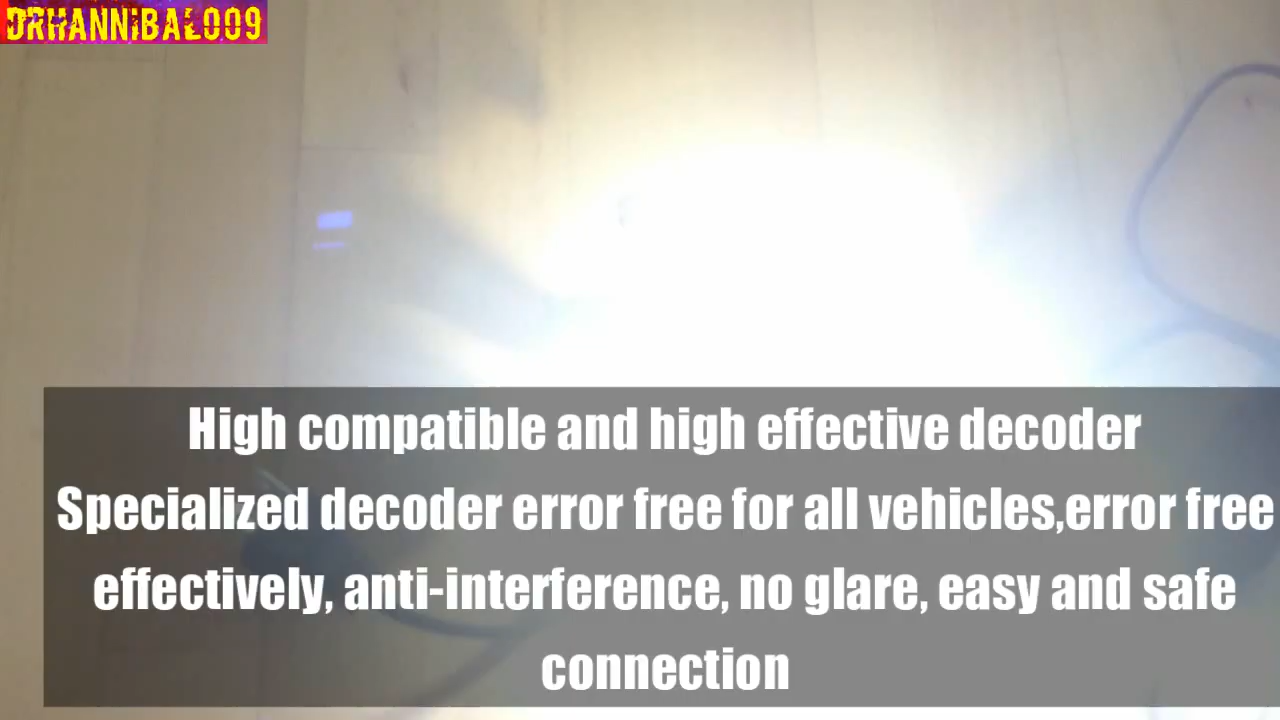 DRHANNiBAL009
High compatible and high effective decoder
Specialized decoder error free for all vehicles,error free
effectively, anti-interference, no glare, easy and safe
connection